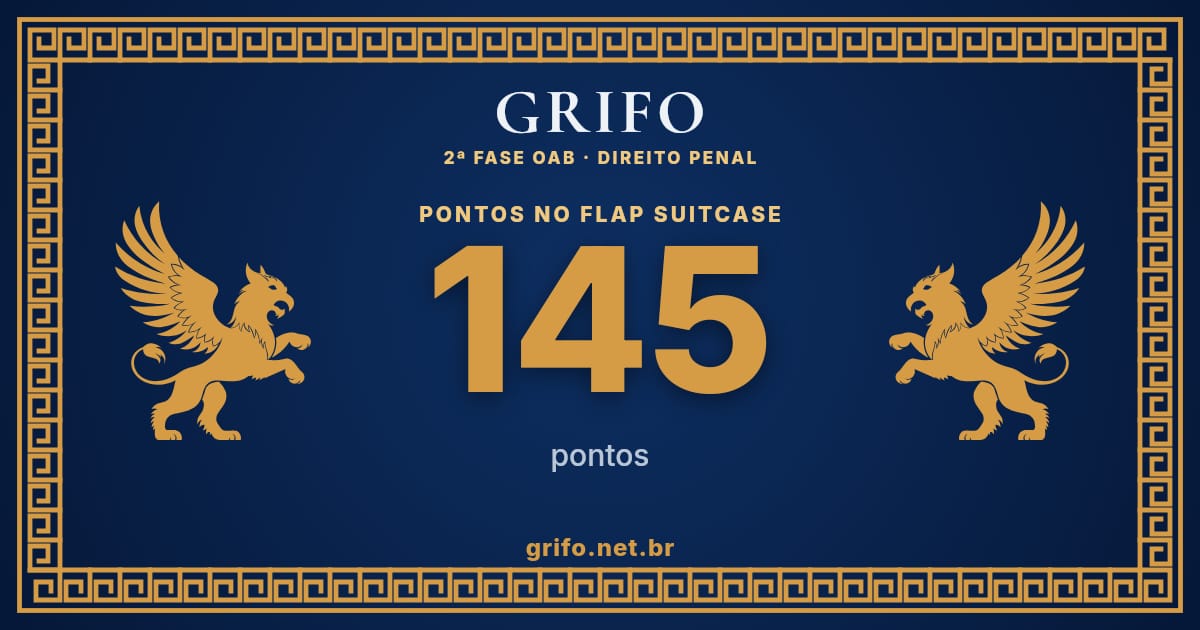 GRIFO
2ª FASE OAB · DIREITO PENAL
PONTOS NO FLAP SUITCASE
145
pontos
grifo.net.br